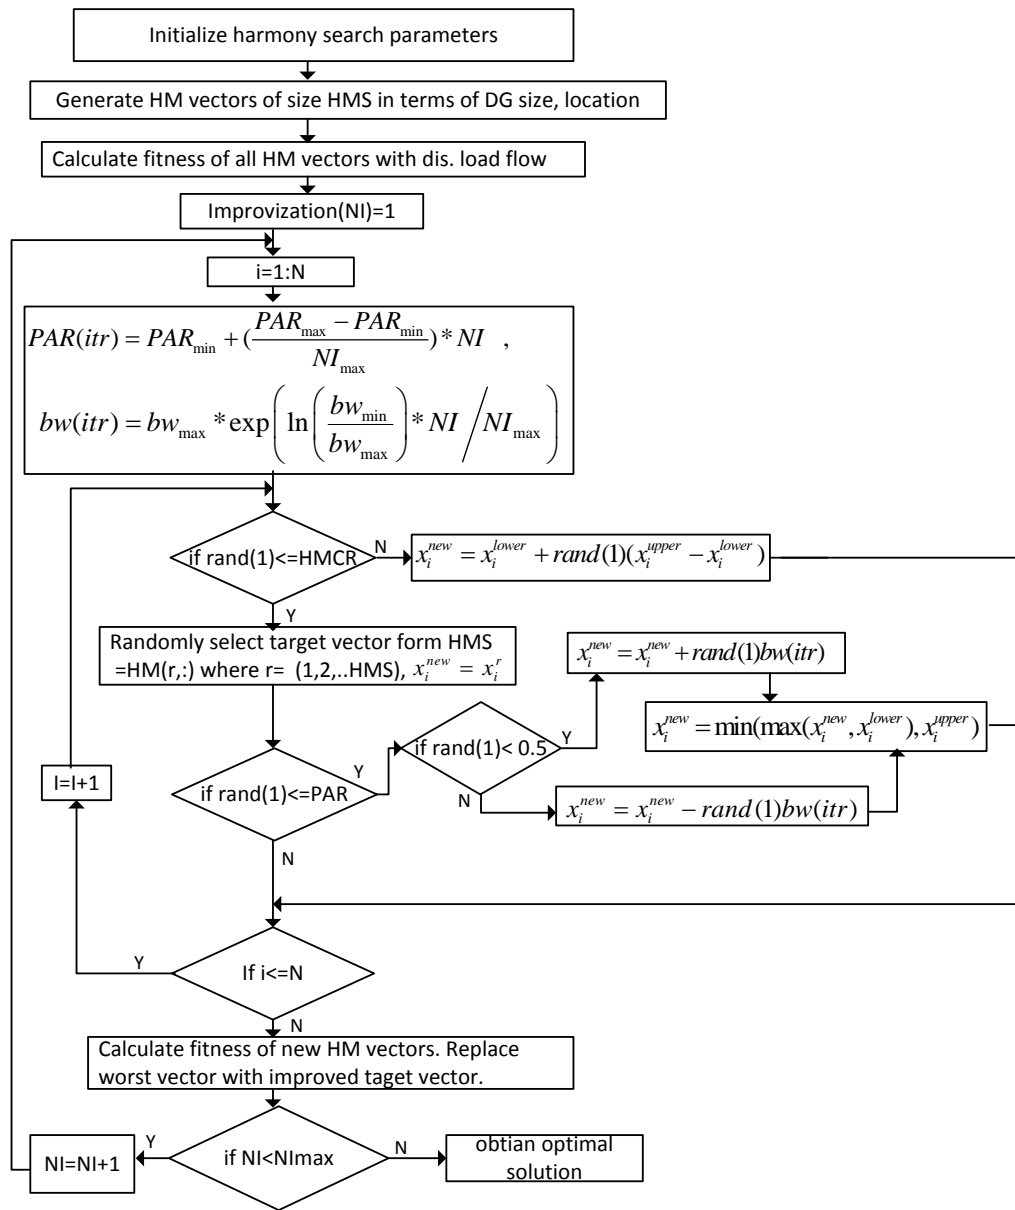 Initialize harmony search parameters
Generate HM vectors of size HMS in terms of DG size, location
Calculate fitness of all HM vectors with dis. load flow
Improvization(NI)=1
i=1:N
PAR(itr) = PAR_min + ((PAR_max − PAR_min)/NI_max) * NI ,
bw(itr) = bw_max * exp(ln(bw_min/bw_max) * NI / NI_max)
if rand(1)<=HMCR
N
x_i^new = x_i^lower + rand(1)(x_i^upper − x_i^lower)
Y
Randomly select target vector form HMS
=HM(r,:) where r= (1,2,..HMS), x_i^new = x_i^r
x_i^new = x_i^new + rand(1)bw(itr)
x_i^new = min(max(x_i^new, x_i^lower), x_i^upper)
if rand(1)< 0.5
Y
N
x_i^new = x_i^new − rand(1)bw(itr)
I=I+1
if rand(1)<=PAR
Y
N
If i<=N
Y
N
Calculate fitness of new HM vectors. Replace
worst vector with improved taget vector.
if NI<NImax
Y
NI=NI+1
N
obtian optimal
solution